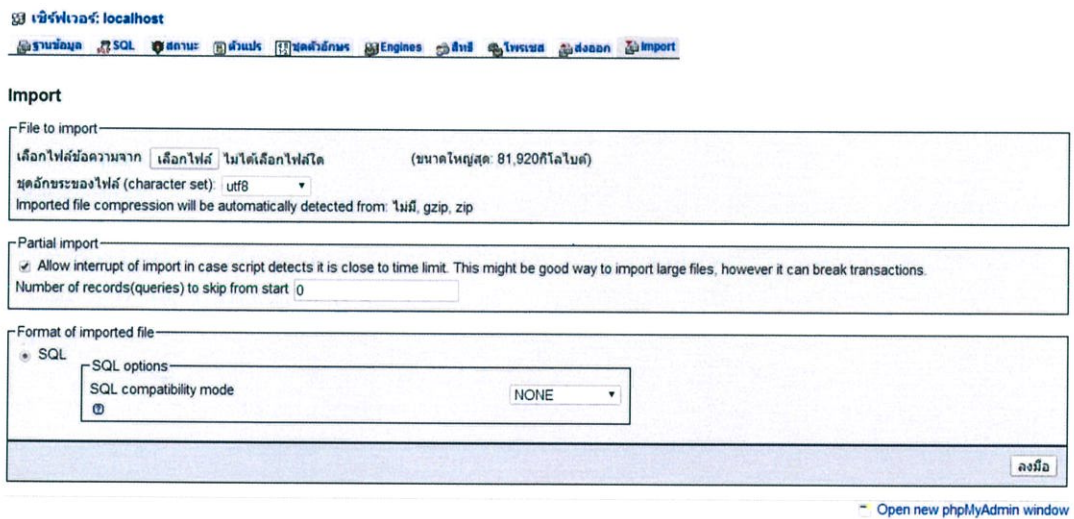 เซิร์ฟเวอร์: localhost
ฐานข้อมูล SQL สถานะ ตัวแปร ชุดตัวอักษร Engines สิทธิ โพรเซส ส่งออก Import
Import
File to import
เลือกไฟล์ข้อความจาก เลือกไฟล์ ไม่ได้เลือกไฟล์ใด (ขนาดใหญ่สุด: 81,920กิโลไบต์)
ชุดอักขระของไฟล์ (character set): utf8
Imported file compression will be automatically detected from: ไม่มี, gzip, zip
Partial import
Allow interrupt of import in case script detects it is close to time limit. This might be good way to import large files, however it can break transactions.
Number of records(queries) to skip from start 0
Format of imported file
SQL
SQL options
SQL compatibility mode NONE
ลงมือ
Open new phpMyAdmin window